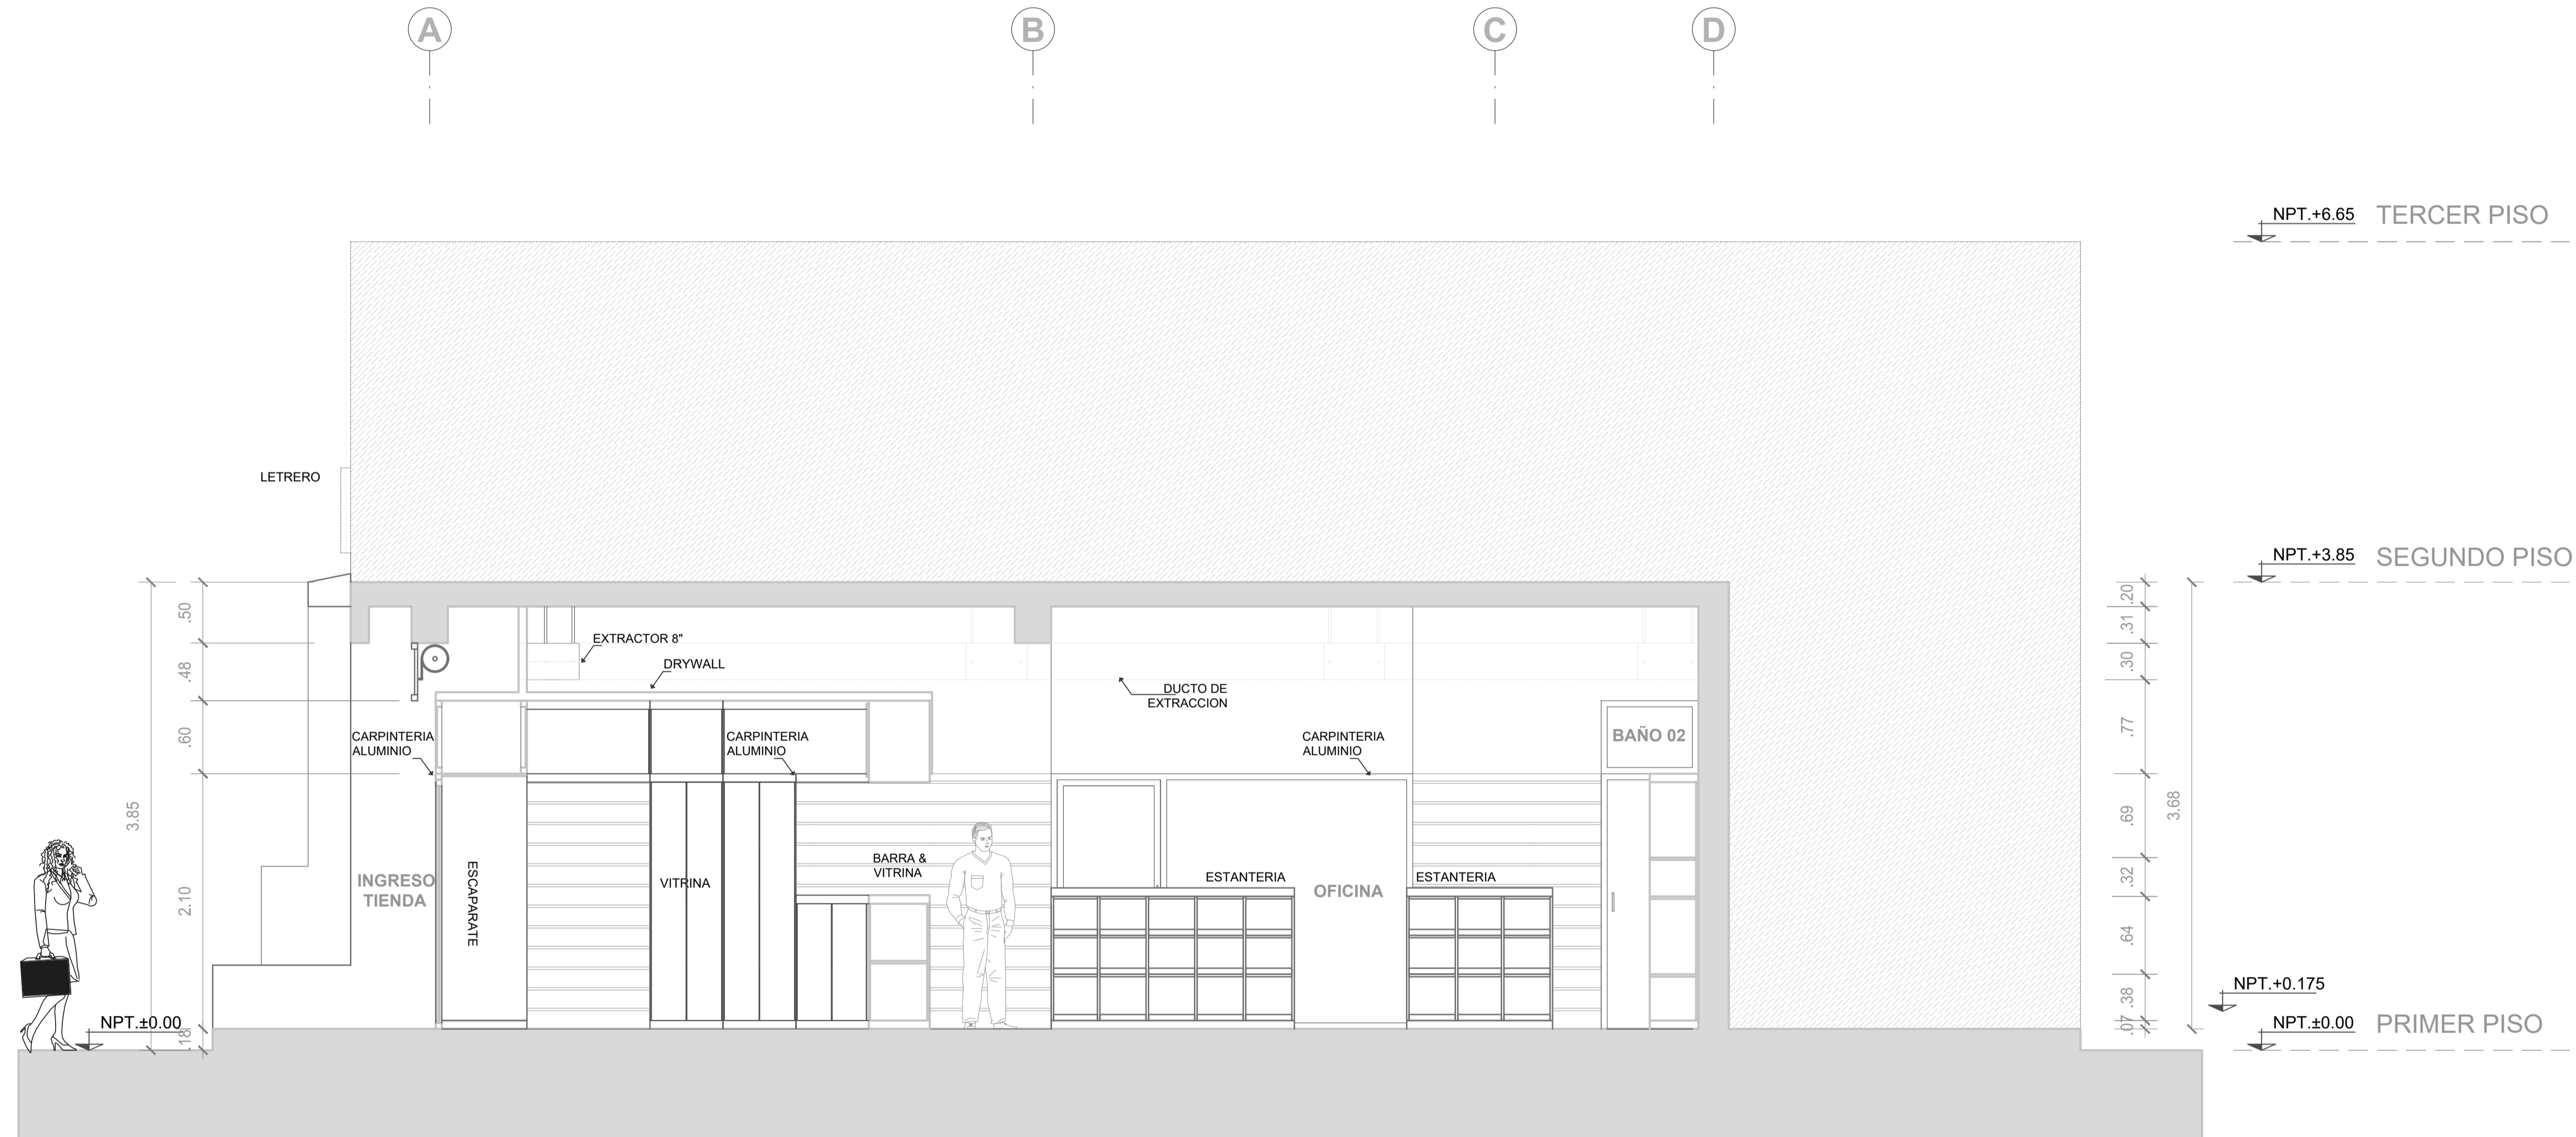 A
B
C
D
NPT.+6.65 TERCER PISO
LETRERO
NPT.+3.85 SEGUNDO PISO
.50
.48
.60
2.10
.18
3.85
EXTRACTOR 8"
DRYWALL
DUCTO DE
EXTRACCION
CARPINTERIA
ALUMINIO
CARPINTERIA
ALUMINIO
CARPINTERIA
ALUMINIO
BAÑO 02
INGRESO
TIENDA
ESCAPARATE
VITRINA
BARRA &
VITRINA
ESTANTERIA
OFICINA
ESTANTERIA
.20
.31
.30
.77
.69
.32
.64
.38
.07
3.68
NPT.+0.175
NPT.±0.00
NPT.±0.00 PRIMER PISO